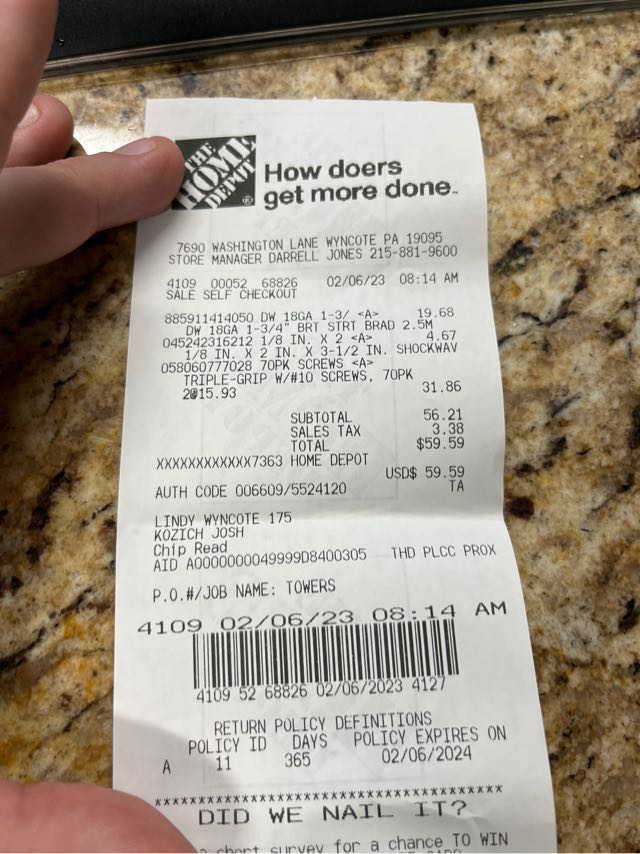 THE
HOME
DEPOT
How doers
get more done
7690 WASHINGTON LANE WYNCOTE PA 19095
STORE MANAGER DARRELL JONES 215-881-9600
4109 00052 68826 02/06/23 08:14 AM
SALE SELF CHECKOUT
885911414050 DW 18GA 1-3/ <A> 19.68
DW 18GA 1-3/4" BRT STRT BRAD 2.5M
045242316212 1/8 IN. X 2 <A> 4.67
1/8 IN. X 2 IN. X 3-1/2 IN. SHOCKWAV
058060777028 70PK SCREWS <A>
TRIPLE-GRIP W/#10 SCREWS, 70PK
2@15.93 31.86
SUBTOTAL 56.21
SALES TAX 3.38
TOTAL $59.59
XXXXXXXXXXXX7363 HOME DEPOT
USD$ 59.59
AUTH CODE 006609/5524120 TA
LINDY WYNCOTE 175
KOZICH JOSH
Chip Read
AID A0000000049999D8400305 THD PLCC PROX
P.O.#/JOB NAME: TOWERS
4109 02/06/23 08:14 AM
4109 52 68826 02/06/2023 4127
RETURN POLICY DEFINITIONS
POLICY ID DAYS POLICY EXPIRES ON
A 11 365 02/06/2024
****************************************
DID WE NAIL IT?
short survey for a chance TO WIN